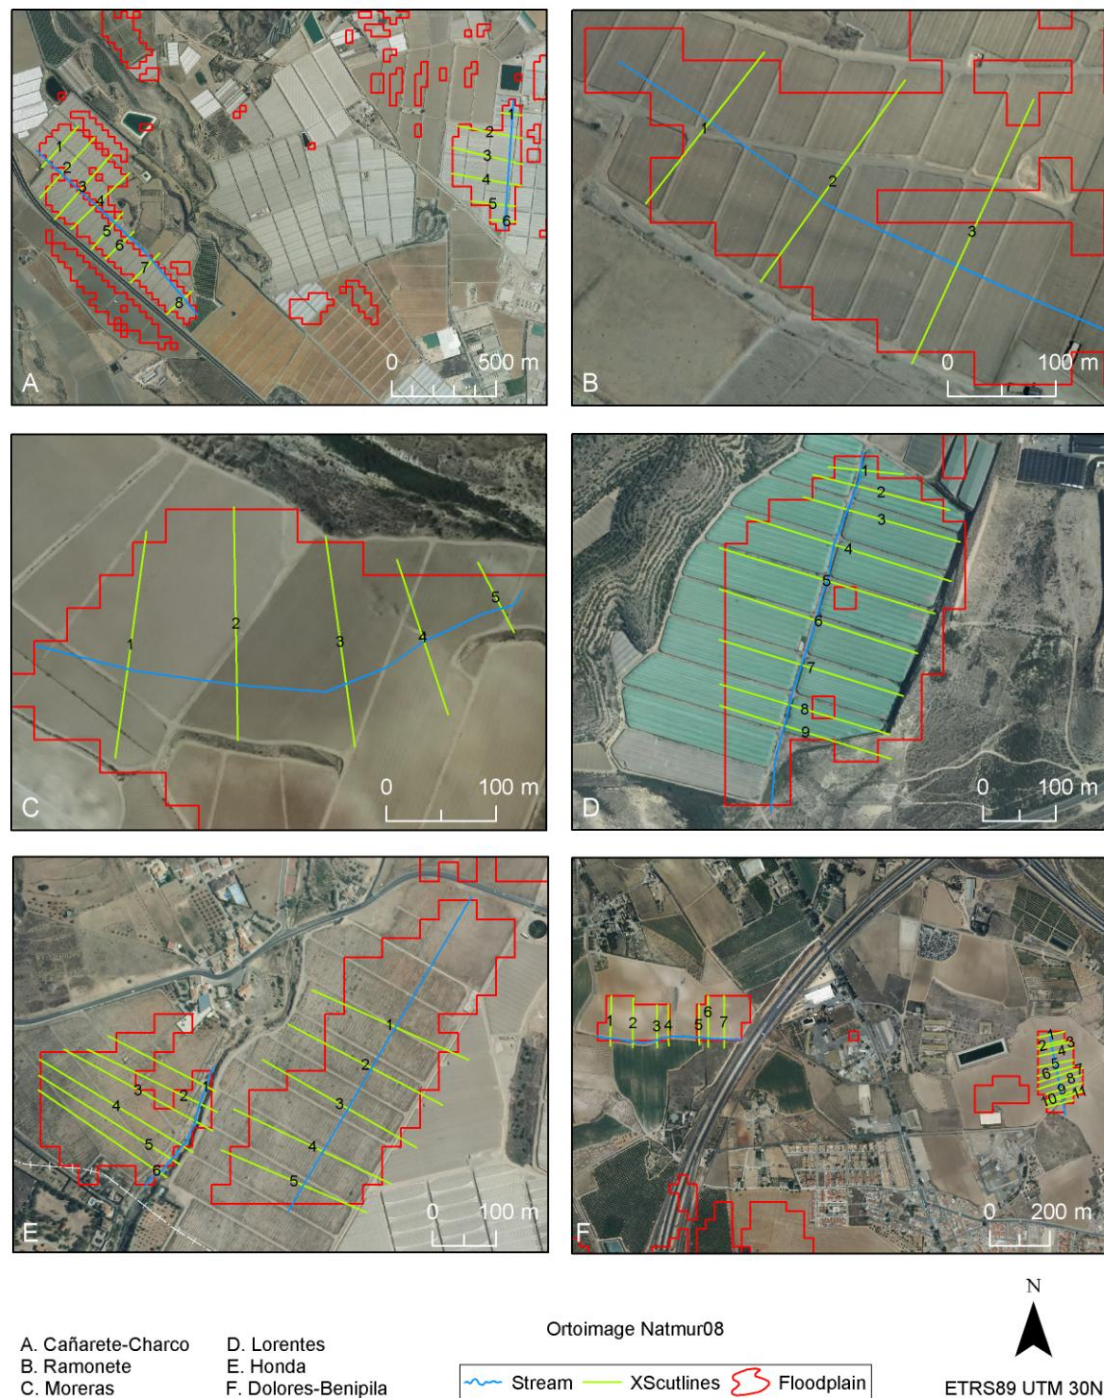 1
2
3
4
5
6
7
8
1
2
3
4
5
6
0 500 m
A
1
2
3
0 100 m
B
1
2
3
4
5
0 100 m
C
1
2
3
4
5
6
7
8
9
0 100 m
D
1
2
3
4
5
6
1
2
3
4
5
0 100 m
E
1 2 3 4 5 6 7
1
2 3
4
5
6 7
8
9
10 11
0 200 m
F
A. Cañarete-Charco
B. Ramonete
C. Moreras
D. Lorentes
E. Honda
F. Dolores-Benipila
Ortoimage Natmur08
Stream XScutlines Floodplain
N
ETRS89 UTM 30N